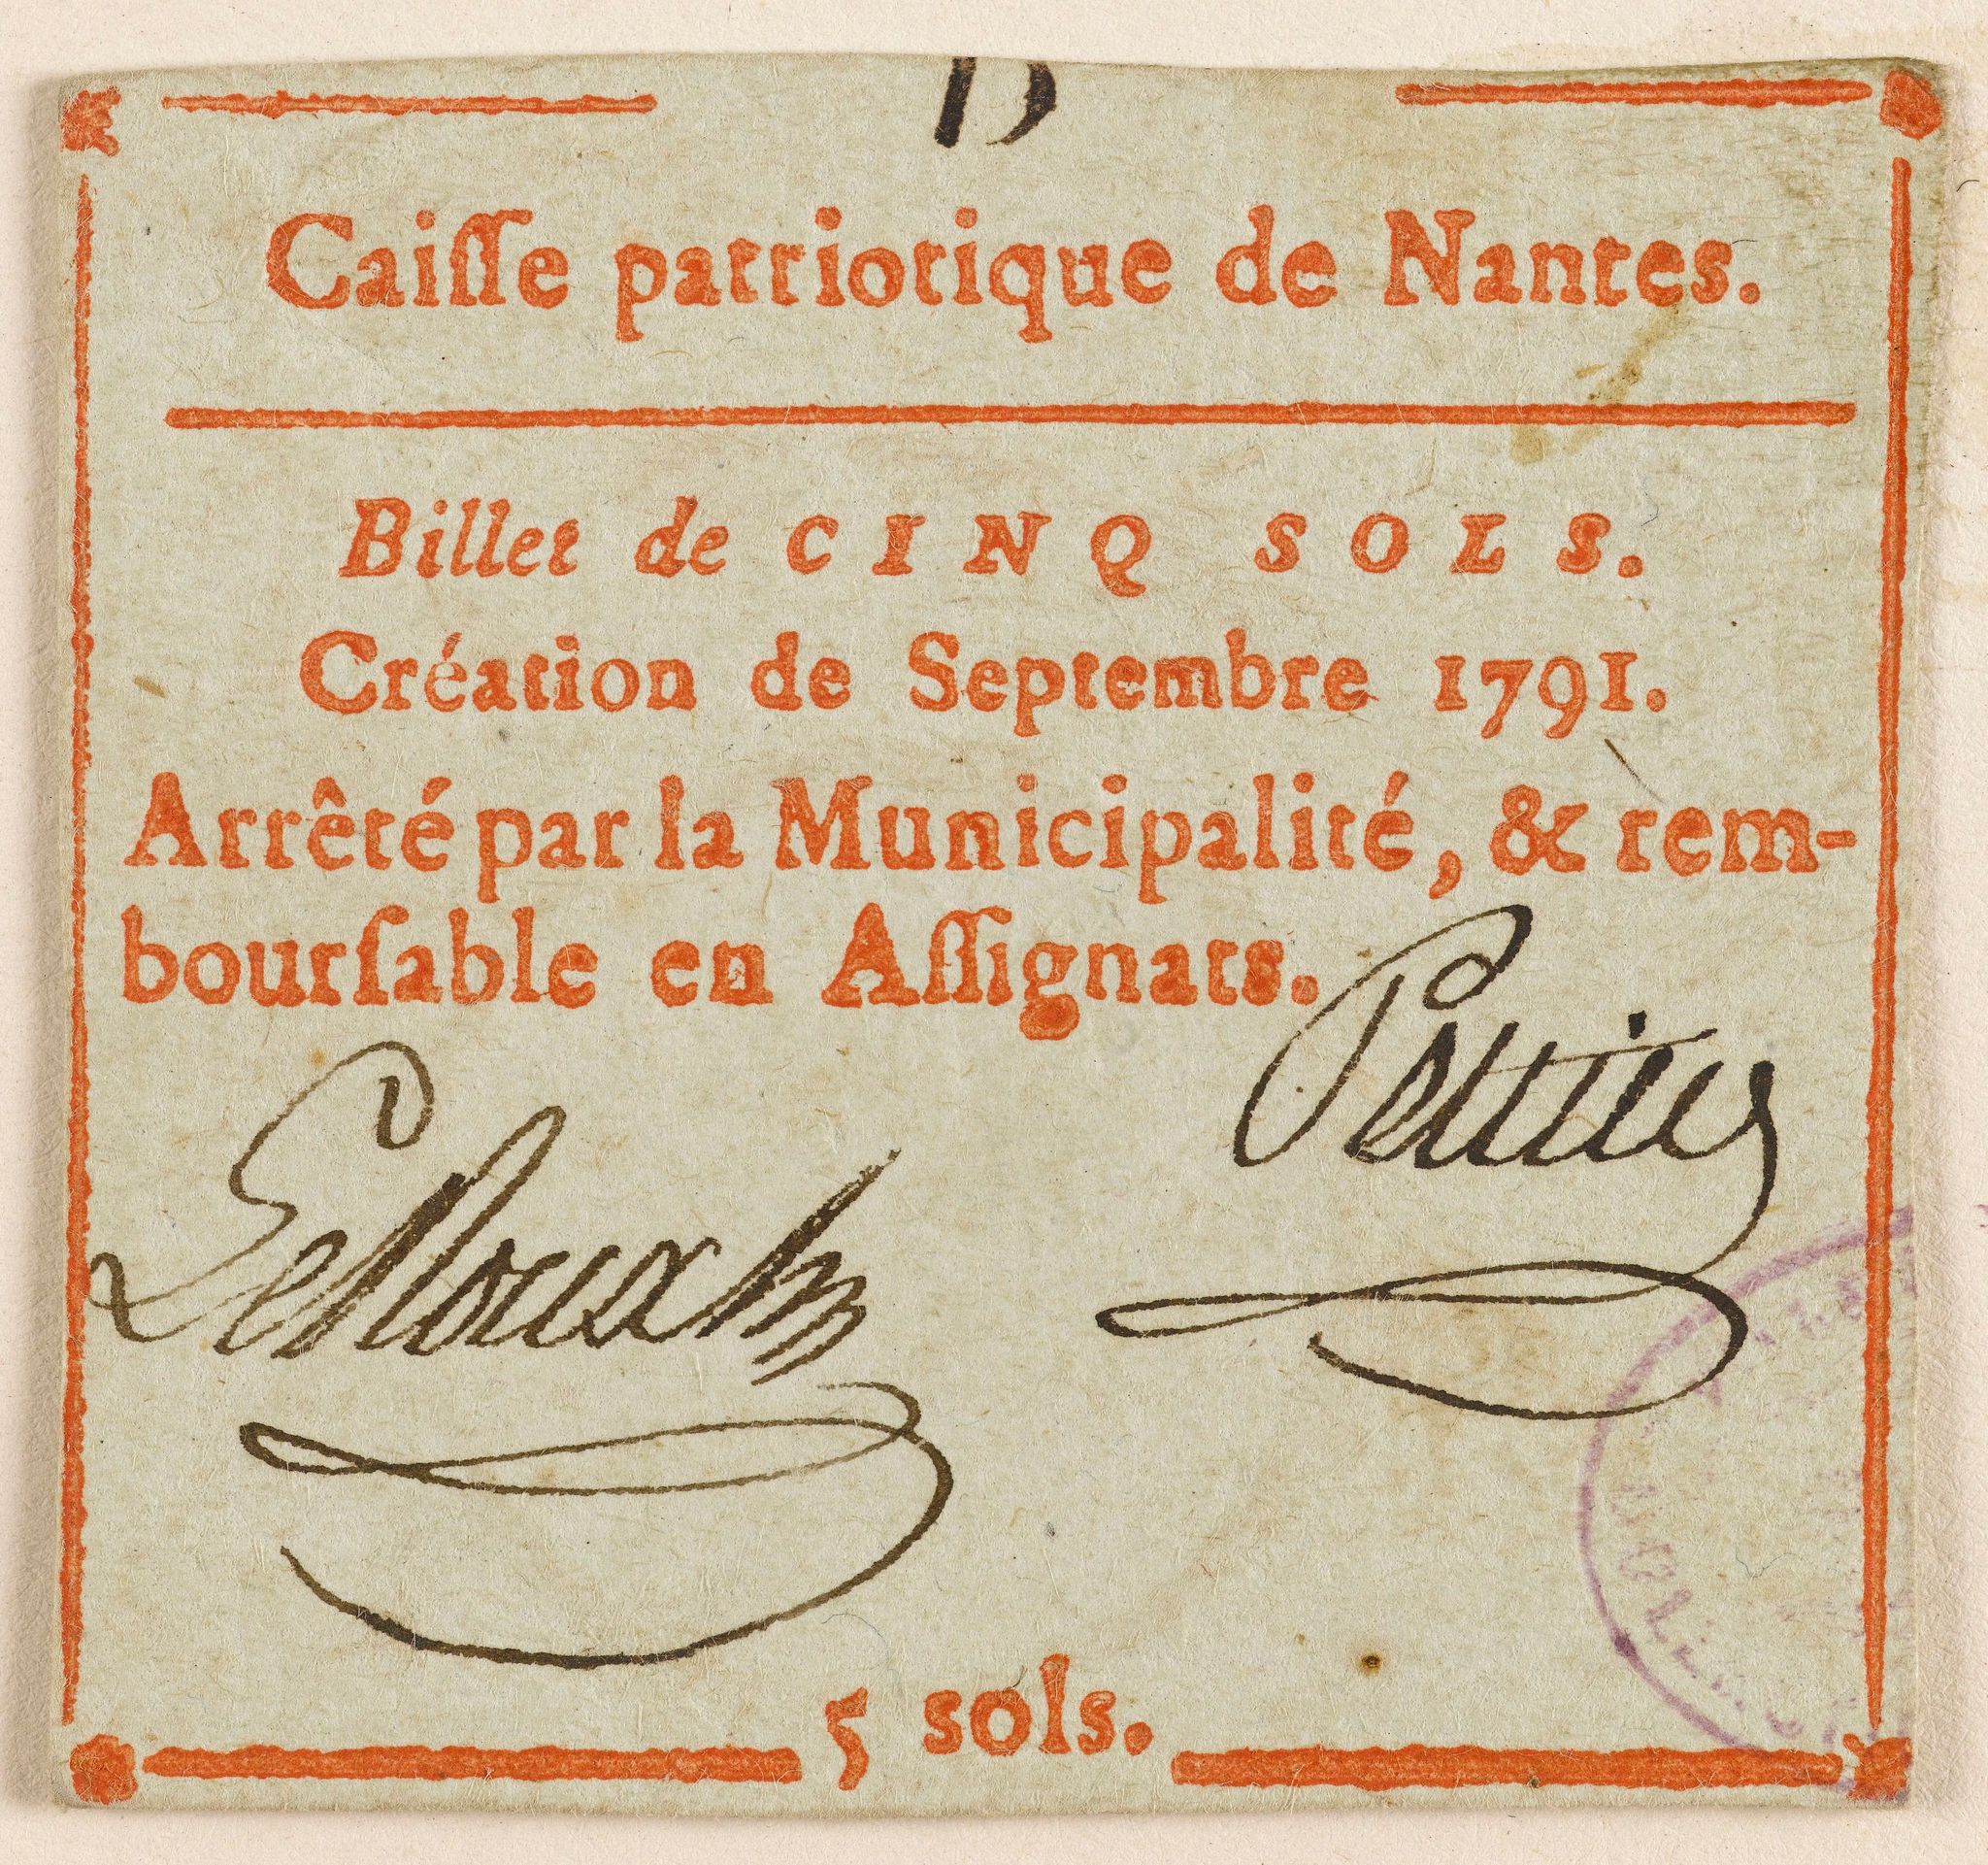 Caiſſe patriotique de Nantes.
Billet de CINQ SOLS.
Création de Septembre 1791.
Arrêté par la Municipalité, & rem-
bourſable en Aſſignats.
5 sols.